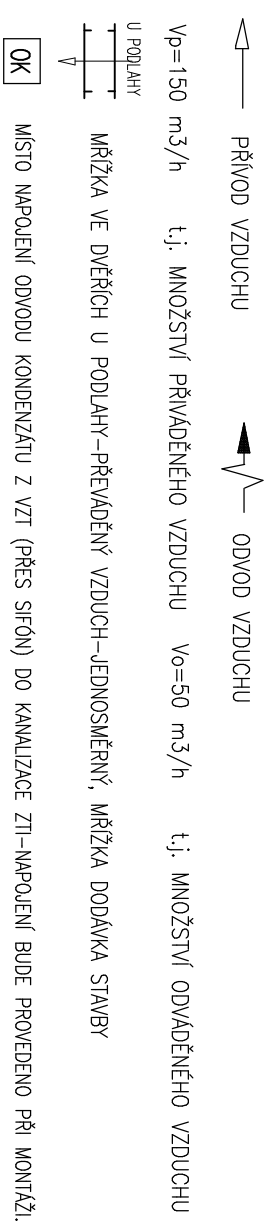 PŘÍVOD VZDUCHU ODVOD VZDUCHU
Vp=150 m3/h t.j. MNOŽSTVÍ PŘIVÁDĚNÉHO VZDUCHU Vo=50 m3/h t.j. MNOŽSTVÍ ODVÁDĚNÉHO VZDUCHU
U PODLAHY
MŘÍŽKA VE DVĚŘÍCH U PODLAHY-PŘEVÁDĚNÝ VZDUCH-JEDNOSMĚRNÝ, MŘÍŽKA DODÁVKA STAVBY
OK MÍSTO NAPOJENÍ ODVODU KONDENZÁTU Z VZT (PŘES SIFÓN) DO KANALIZACE ZTI-NAPOJENÍ BUDE PROVEDENO PŘI MONTÁŽI.